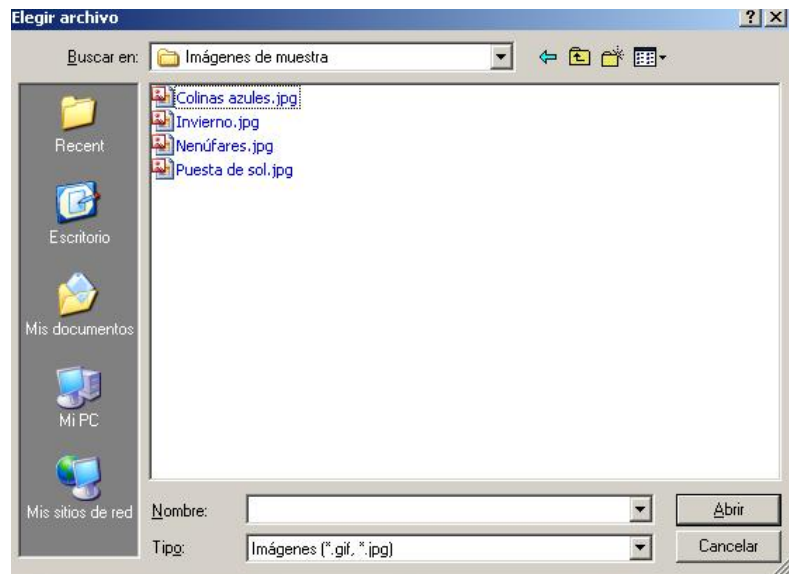 Elegir archivo
Buscar en: Imágenes de muestra
Colinas azules.jpg
Invierno.jpg
Nenúfares.jpg
Puesta de sol.jpg
Recent
Escritorio
Mis documentos
Mi PC
Mis sitios de red
Nombre: Abrir
Tipo: Imágenes (*.gif, *.jpg) Cancelar